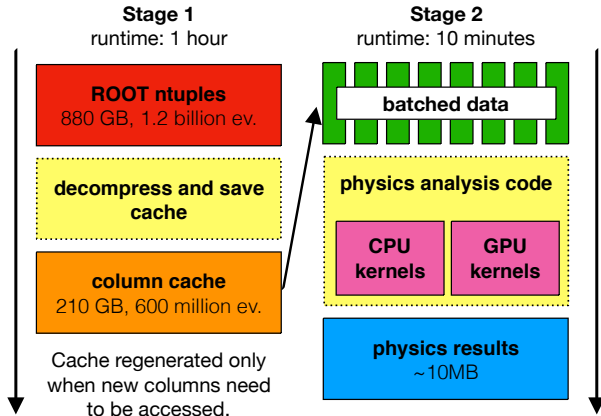 Stage 1
runtime: 1 hour
ROOT ntuples
880 GB, 1.2 billion ev.
decompress and save
cache
column cache
210 GB, 600 million ev.
Cache regenerated only
when new columns need
to be accessed.
Stage 2
runtime: 10 minutes
batched data
physics analysis code
CPU
kernels
GPU
kernels
physics results
~10MB